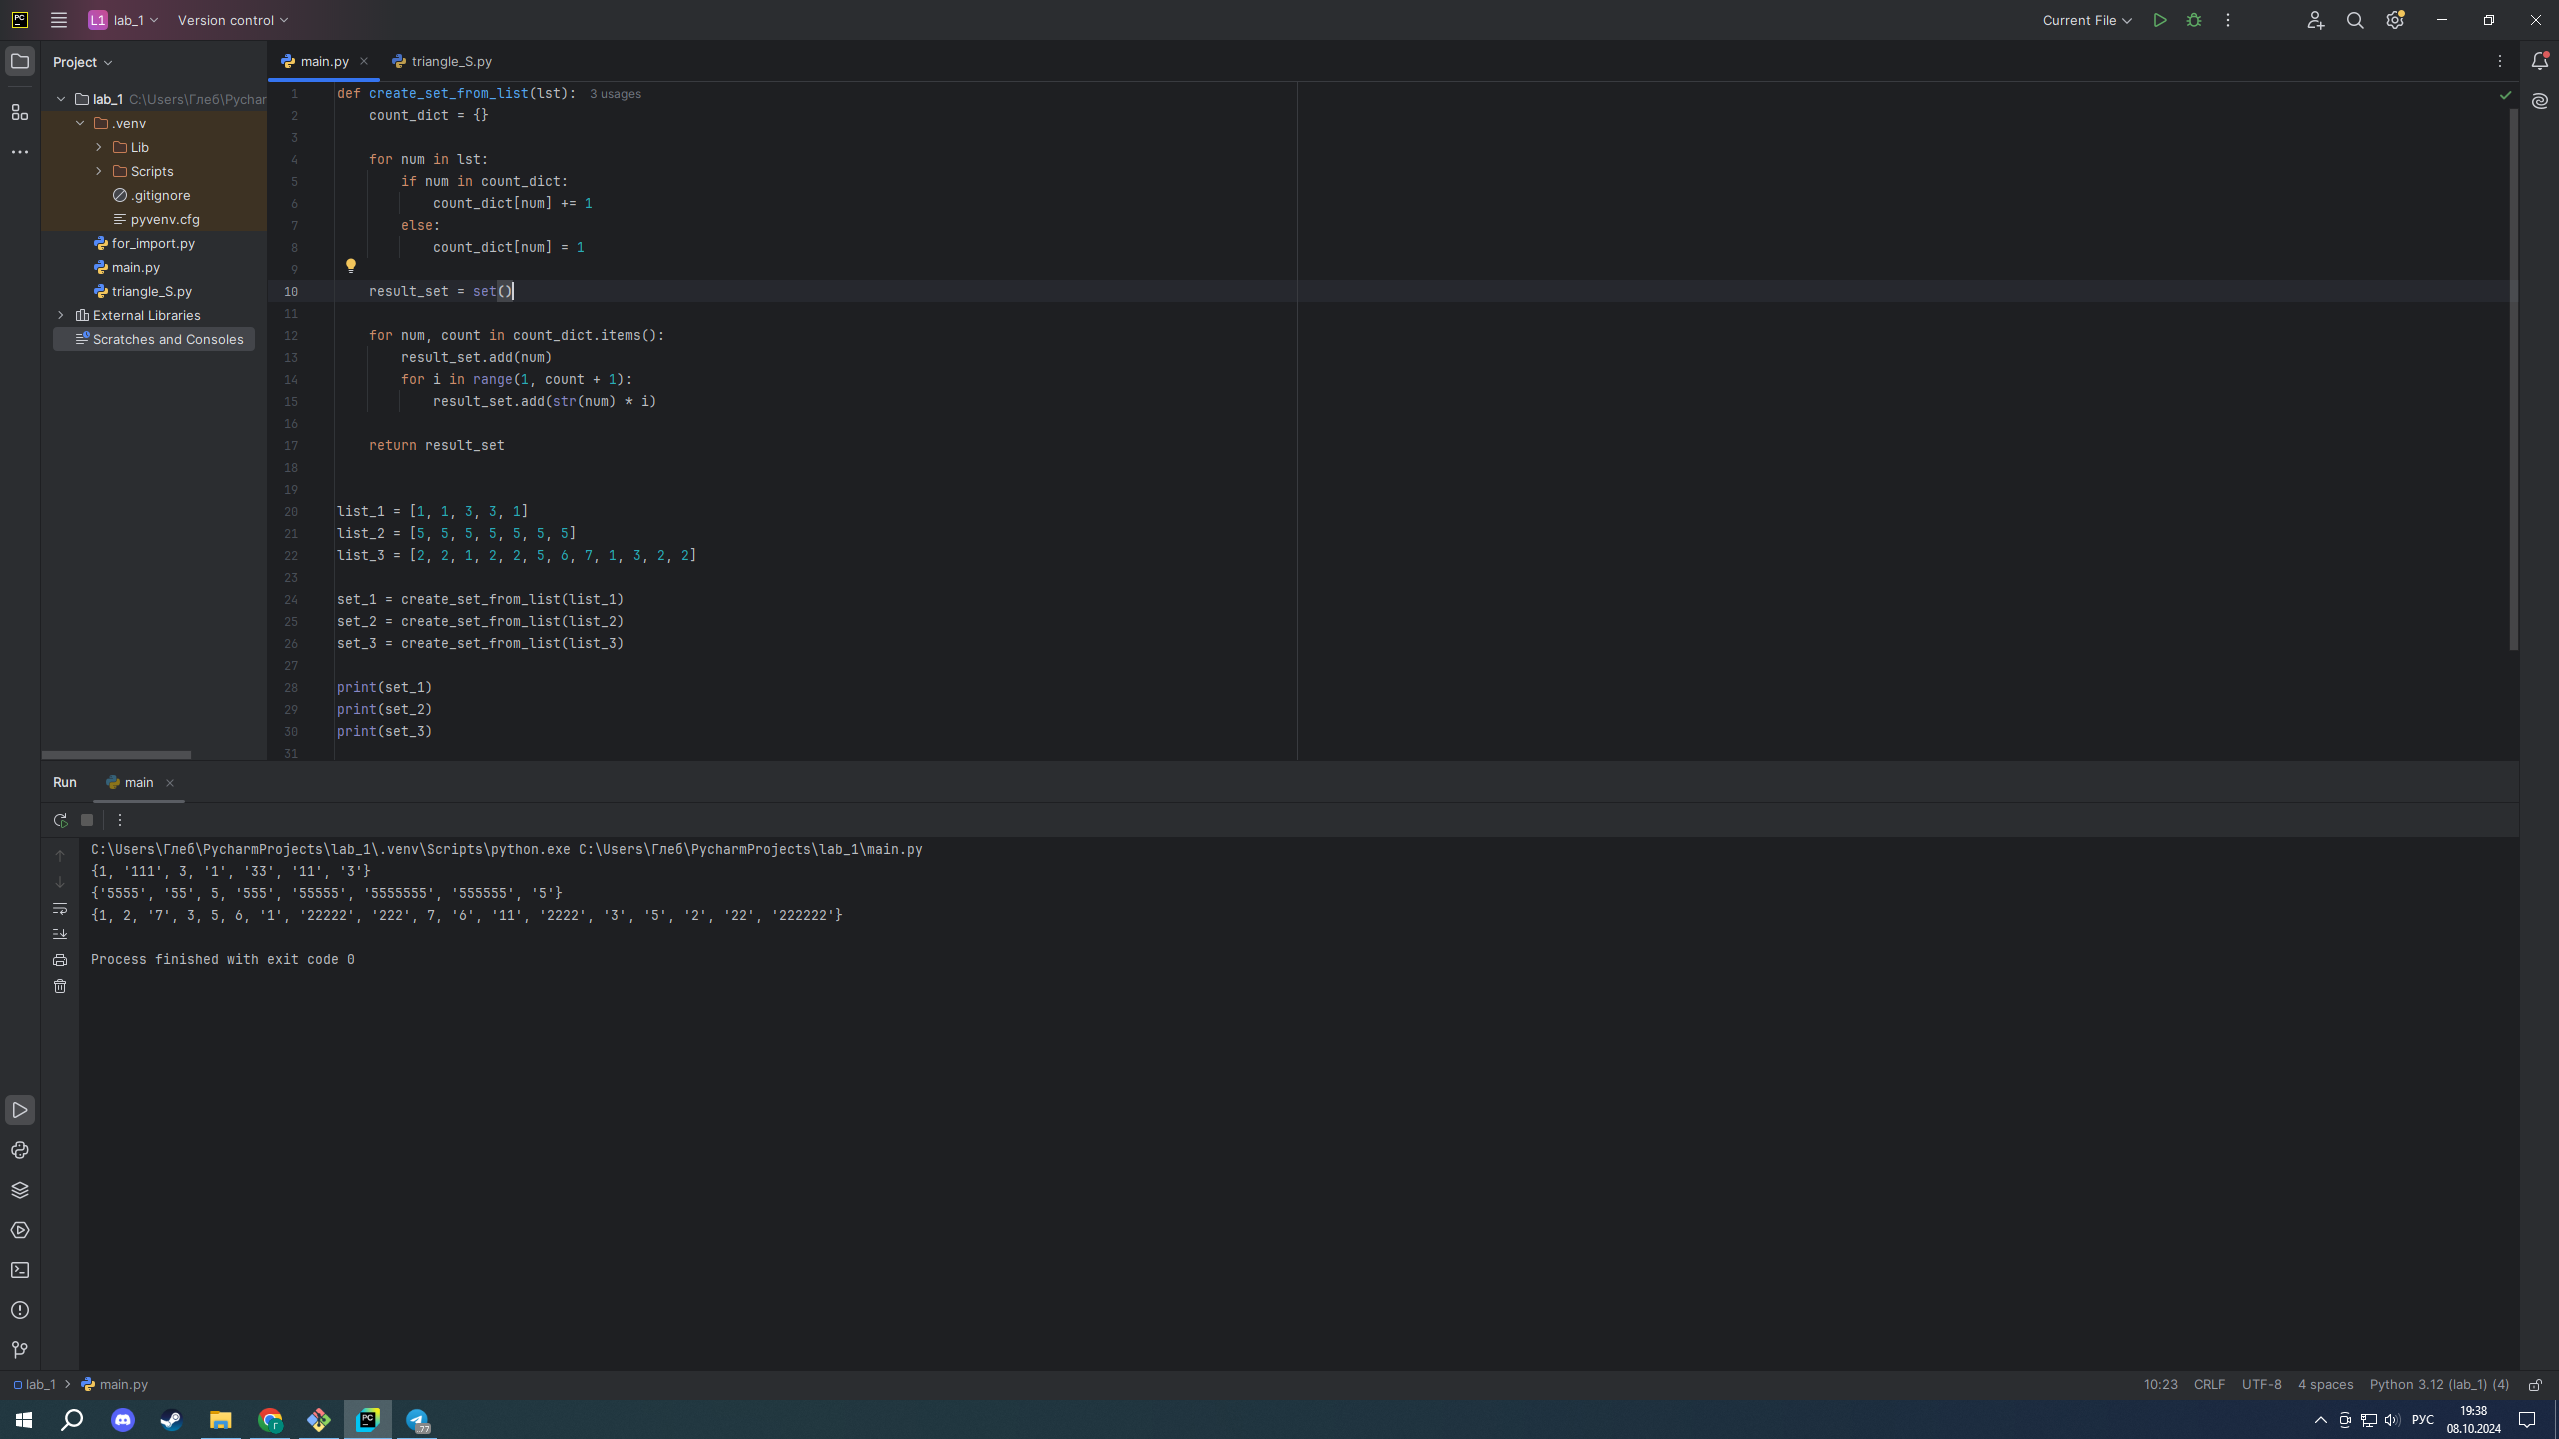 PC L1 lab_1 Version control Current File
Project
main.py triangle_S.py
lab_1 C:\Users\Глеб\Pychar
.venv
Lib
Scripts
.gitignore
pyvenv.cfg
for_import.py
main.py
triangle_S.py
External Libraries
Scratches and Consoles
1 def create_set_from_list(lst): 3 usages
2     count_dict = {}
3
4     for num in lst:
5         if num in count_dict:
6             count_dict[num] += 1
7         else:
8             count_dict[num] = 1
9
10     result_set = set()
11
12     for num, count in count_dict.items():
13         result_set.add(num)
14         for i in range(1, count + 1):
15             result_set.add(str(num) * i)
16
17     return result_set
18
19
20 list_1 = [1, 1, 3, 3, 1]
21 list_2 = [5, 5, 5, 5, 5, 5, 5]
22 list_3 = [2, 2, 1, 2, 2, 5, 6, 7, 1, 3, 2, 2]
23
24 set_1 = create_set_from_list(list_1)
25 set_2 = create_set_from_list(list_2)
26 set_3 = create_set_from_list(list_3)
27
28 print(set_1)
29 print(set_2)
30 print(set_3)
31
Run main
C:\Users\Глеб\PycharmProjects\lab_1\.venv\Scripts\python.exe C:\Users\Глеб\PycharmProjects\lab_1\main.py
{1, '111', 3, '1', '33', '11', '3'}
{'5555', '55', 5, '555', '55555', '5555555', '555555', '5'}
{1, 2, '7', 3, 5, 6, '1', '22222', '222', 7, '6', '11', '2222', '3', '5', '2', '22', '222222'}
Process finished with exit code 0
lab_1 main.py 10:23 CRLF UTF-8 4 spaces Python 3.12 (lab_1) (4)
PC 77 РУС 19:38
08.10.2024